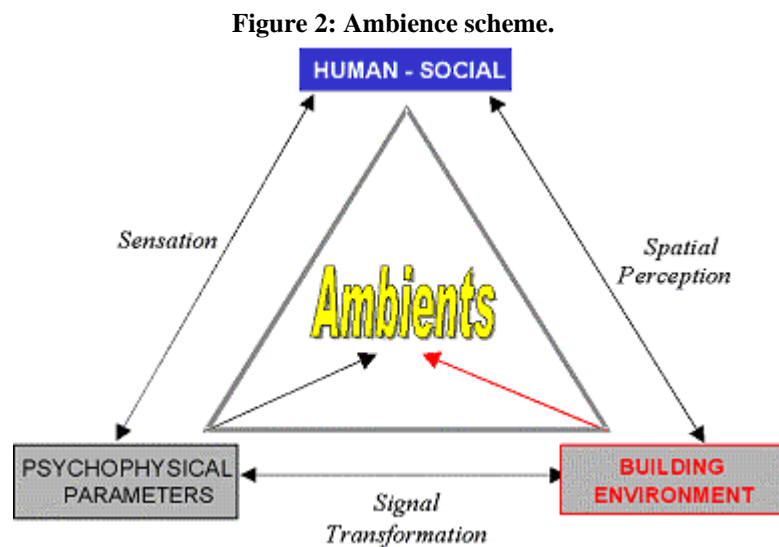 Figure 2: Ambience scheme.
HUMAN - SOCIAL
Sensation
Spatial
Perception
Ambients
PSYCHOPHYSICAL
PARAMETERS
Signal
Transformation
BUILDING
ENVIRONMENT